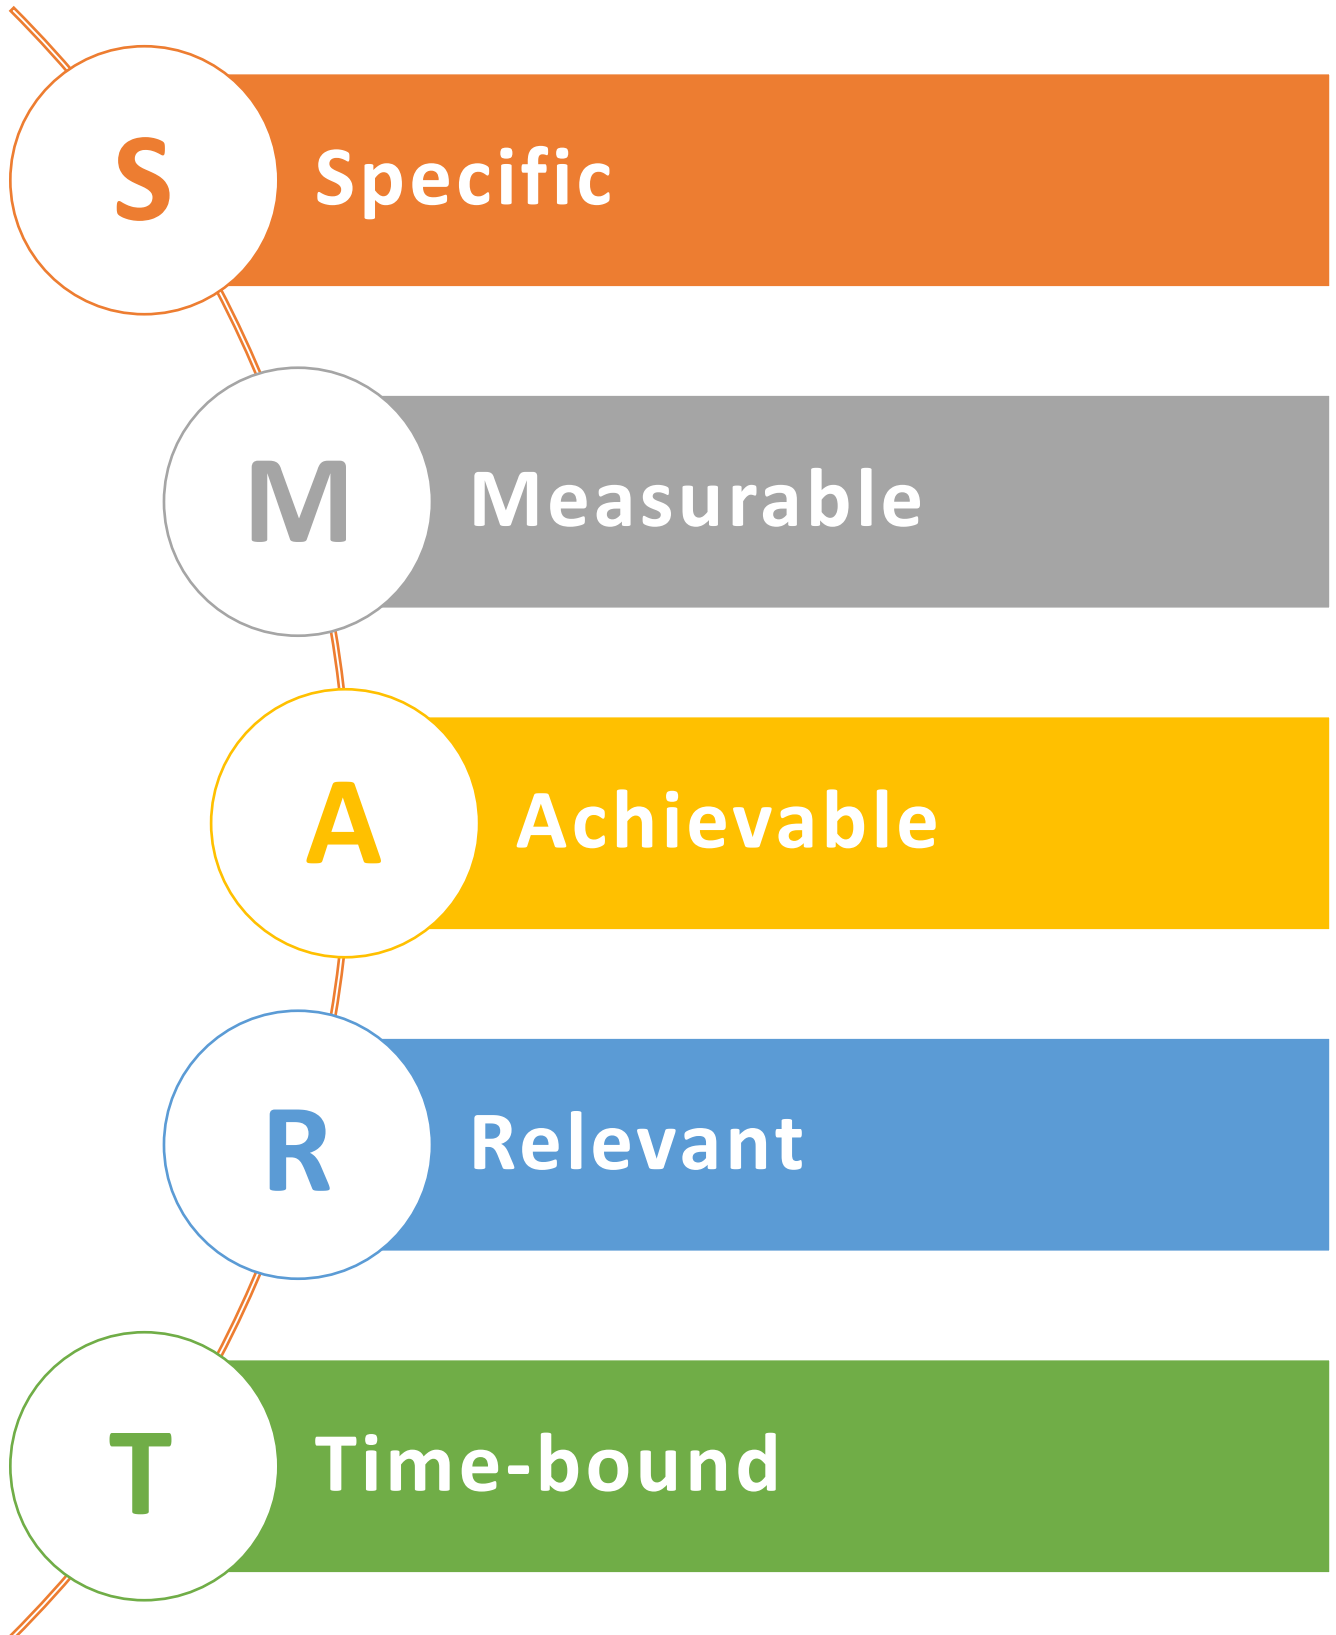 S Specific
M Measurable
A Achievable
R Relevant
T Time-bound